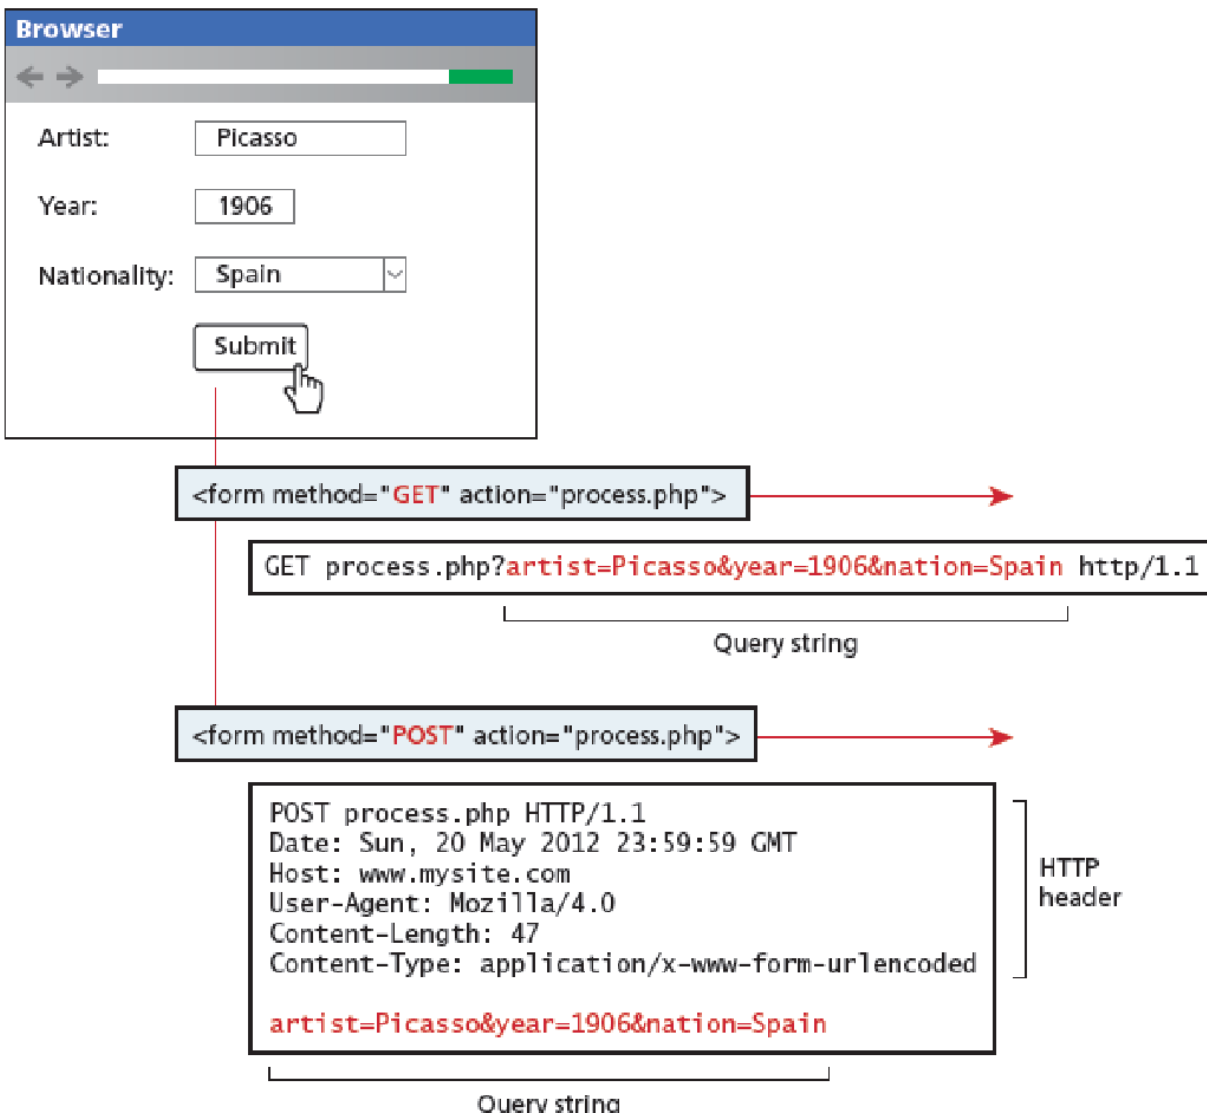 Browser
Artist: Picasso
Year: 1906
Nationality: Spain
Submit
<form method="GET" action="process.php">
GET process.php?artist=Picasso&year=1906&nation=Spain http/1.1
Query string
<form method="POST" action="process.php">
POST process.php HTTP/1.1
Date: Sun, 20 May 2012 23:59:59 GMT
Host: www.mysite.com
User-Agent: Mozilla/4.0
Content-Length: 47
Content-Type: application/x-www-form-urlencoded
HTTP
header
artist=Picasso&year=1906&nation=Spain
Query string